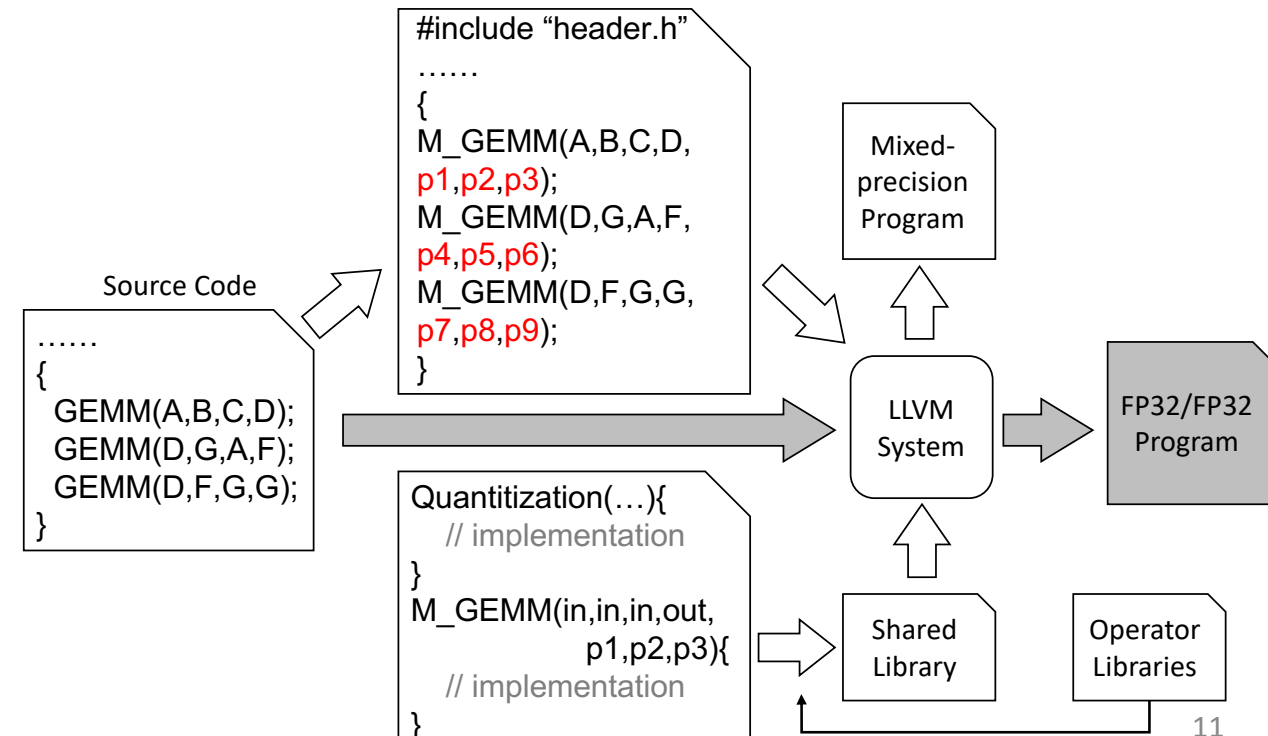 #include “header.h”
……
{
M_GEMM(A,B,C,D,
p1,p2,p3);
M_GEMM(D,G,A,F,
p4,p5,p6);
M_GEMM(D,F,G,G,
p7,p8,p9);
}
Source Code
……
{
GEMM(A,B,C,D);
GEMM(D,G,A,F);
GEMM(D,F,G,G);
}
Quantitization(…){
// implementation
}
M_GEMM(in,in,in,out,
p1,p2,p3){
// implementation
}
Mixed-
precision
Program
LLVM
System
FP32/FP32
Program
Shared
Library
Operator
Libraries
11